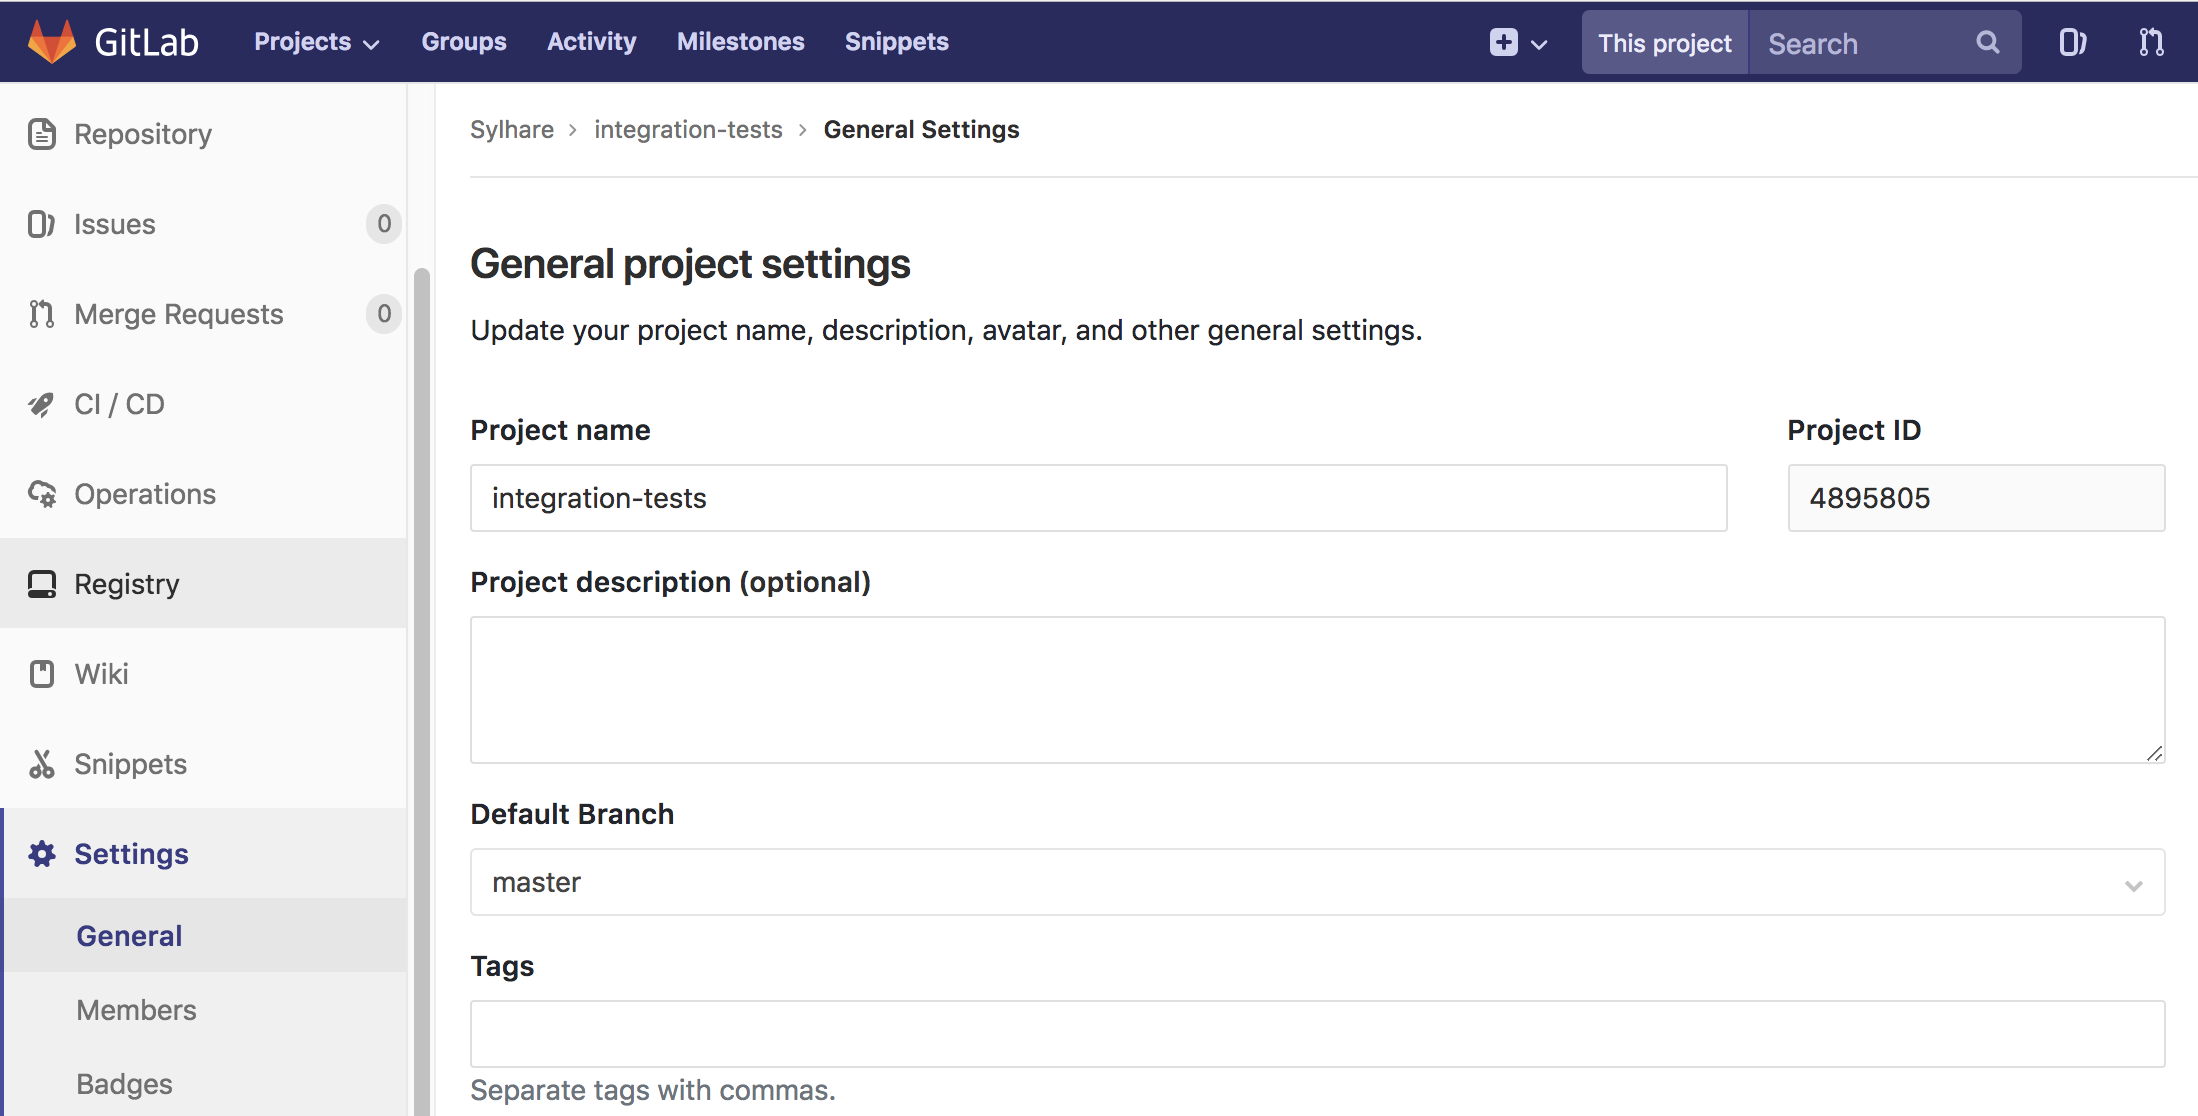 GitLab Projects Groups Activity Milestones Snippets This project Search
Repository
Issues 0
Merge Requests 0
CI / CD
Operations
Registry
Wiki
Snippets
Settings
General
Members
Badges
Sylhare › integration-tests › General Settings
General project settings
Update your project name, description, avatar, and other general settings.
Project name
integration-tests
Project ID
4895805
Project description (optional)
Default Branch
master
Tags
Separate tags with commas.